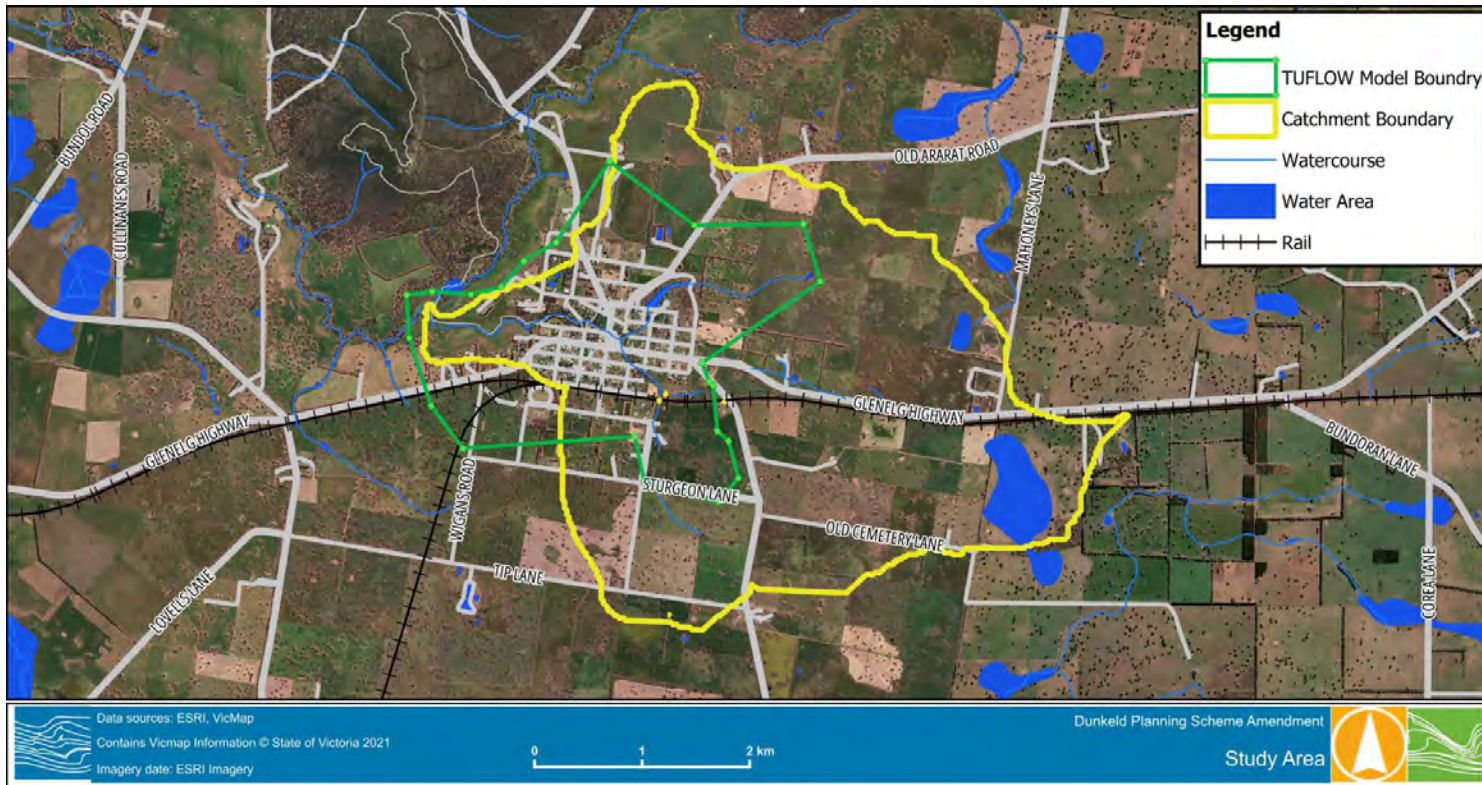 Legend
TUFLOW Model Boundry
Catchment Boundary
Watercourse
Water Area
Rail
BUNDOL ROAD
CULLINANES ROAD
OLD ARARAT ROAD
MAHONEYS LANE
GLENELG HIGHWAY
GLENELG HIGHWAY
BUNDORAN LANE
WIGANS ROAD
STURGEON LANE
OLD CEMETERY LANE
TIP LANE
LOVELLS LANE
COREA LANE
Data sources: ESRI, VicMap
Contains Vicmap Information © State of Victoria 2021
Imagery date: ESRI Imagery
0 1 2 km
Dunkeld Planning Scheme Amendment
Study Area